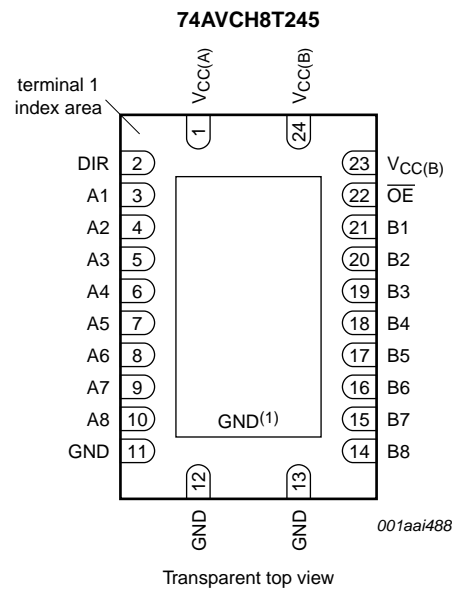 74AVCH8T245
terminal 1
index area
VCC(A)
VCC(B)
1
24
DIR 2
23 VCC(B)
A1 3
22 OE
A2 4
21 B1
A3 5
20 B2
A4 6
19 B3
A5 7
18 B4
A6 8
17 B5
A7 9
16 B6
A8 10
15 B7
GND 11
14 B8
GND(1)
12
13
GND
GND
001aai488
Transparent top view